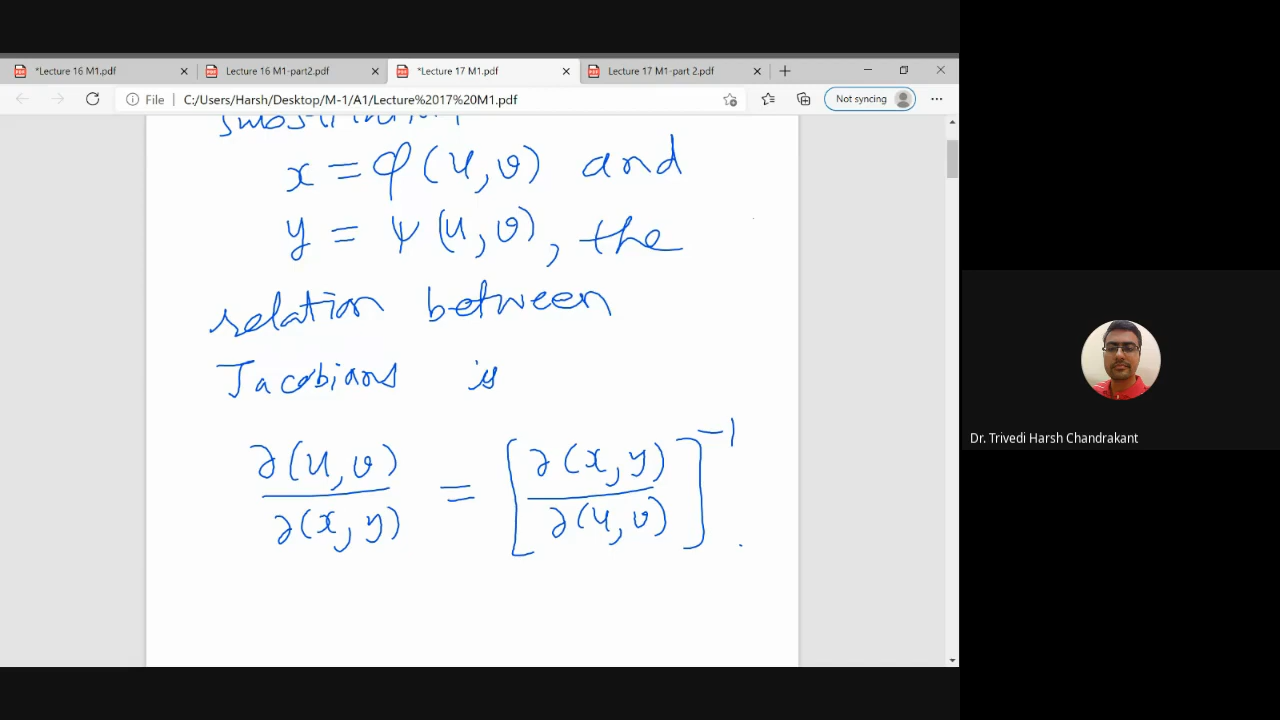 *Lecture 16 M1.pdf
Lecture 16 M1-part2.pdf
*Lecture 17 M1.pdf
Lecture 17 M1-part 2.pdf
File
C:/Users/Harsh/Desktop/M-1/A1/Lecture%2017%20M1.pdf
Not syncing
x = φ(u, v) and
y = ψ(u, v), the
relation between
Jacobians is
∂(u, v)/∂(x, y) = [∂(x, y)/∂(u, v)]⁻¹.
Dr. Trivedi Harsh Chandrakant